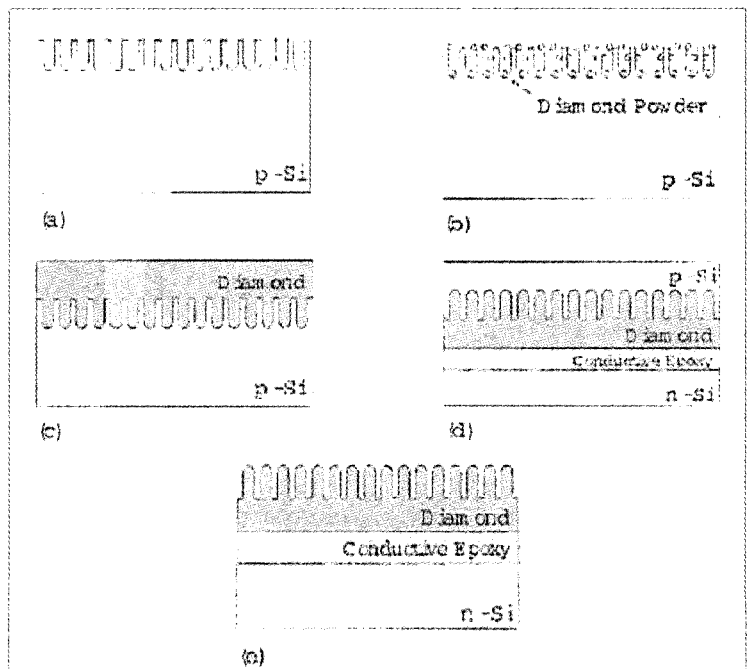 p-Si
(a)
Diamond Powder
p-Si
(b)
Diamond
p-Si
(c)
p-Si
Diamond
Conductive Epoxy
n-Si
(d)
Diamond
Conductive Epoxy
n-Si
(e)